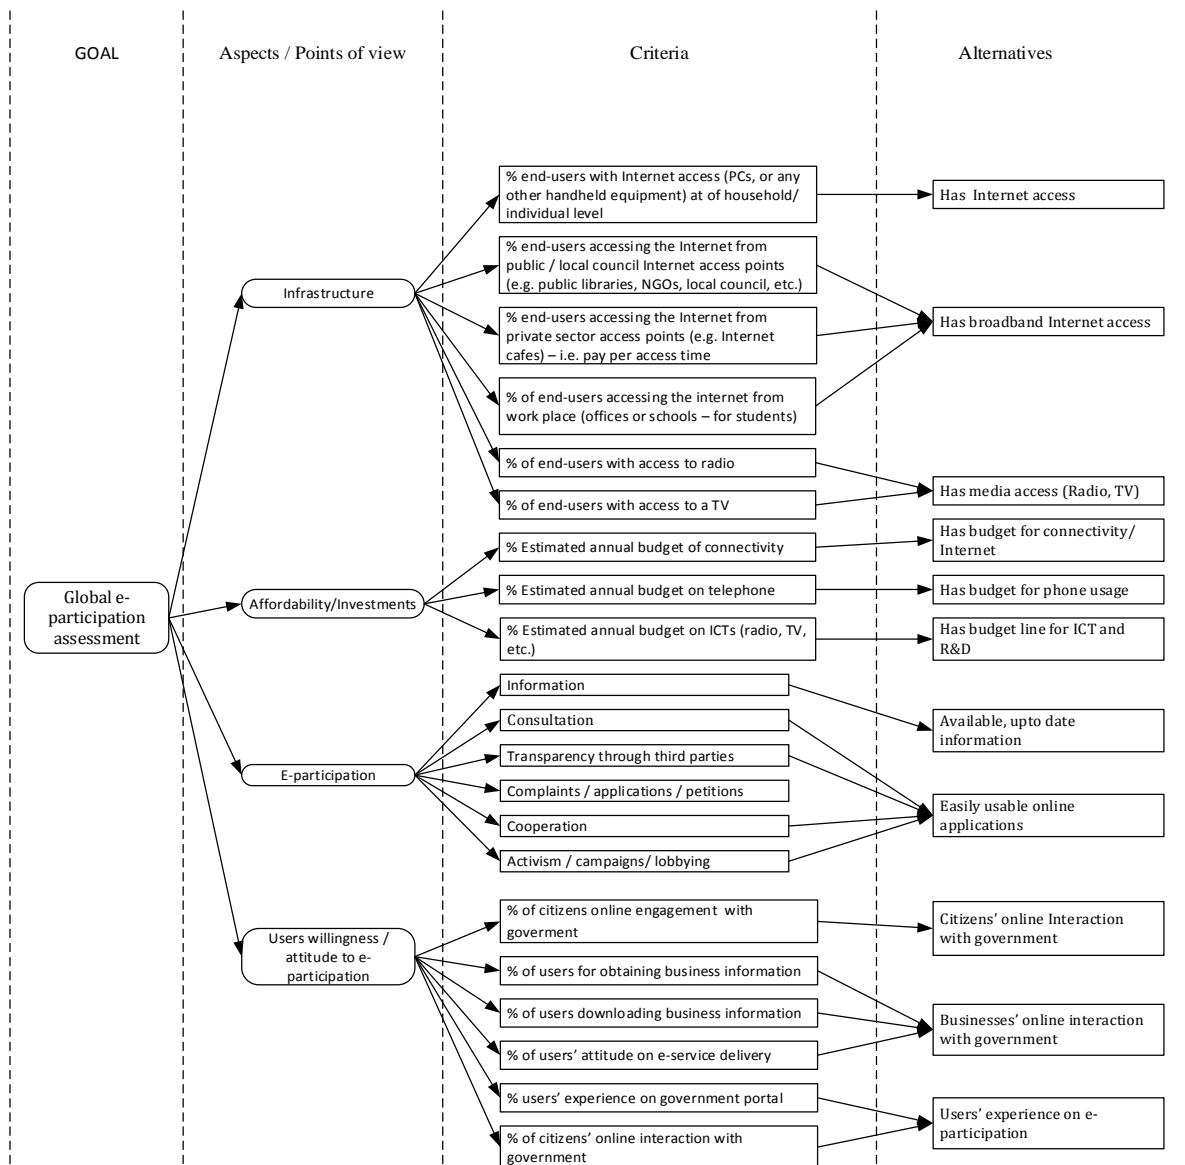 GOAL
Aspects / Points of view
Criteria
Alternatives
Global e-
participation
assessment
Infrastructure
Affordability/Investments
E-participation
Users willingness /
attitude to e-
participation
% end-users with Internet access (PCs, or any
other handheld equipment) at of household/
individual level
% end-users accessing the Internet from
public / local council Internet access points
(e.g. public libraries, NGOs, local council, etc.)
% end-users accessing the Internet from
private sector access points (e.g. Internet
cafes) – i.e. pay per access time
% of end-users accessing the internet from
work place (offices or schools – for students)
% of end-users with access to radio
% of end-users with access to a TV
% Estimated annual budget of connectivity
% Estimated annual budget on telephone
% Estimated annual budget on ICTs (radio, TV,
etc.)
Information
Consultation
Transparency through third parties
Complaints / applications / petitions
Cooperation
Activism / campaigns/ lobbying
% of citizens online engagement with
goverment
% of users for obtaining business information
% of users downloading business information
% of users’ attitude on e-service delivery
% users’ experience on government portal
% of citizens’ online interaction with
government
Has Internet access
Has broadband Internet access
Has media access (Radio, TV)
Has budget for connectivity/
Internet
Has budget for phone usage
Has budget line for ICT and
R&D
Available, upto date
information
Easily usable online
applications
Citizens’ online Interaction
with government
Businesses’ online interaction
with government
Users’ experience on e-
participation